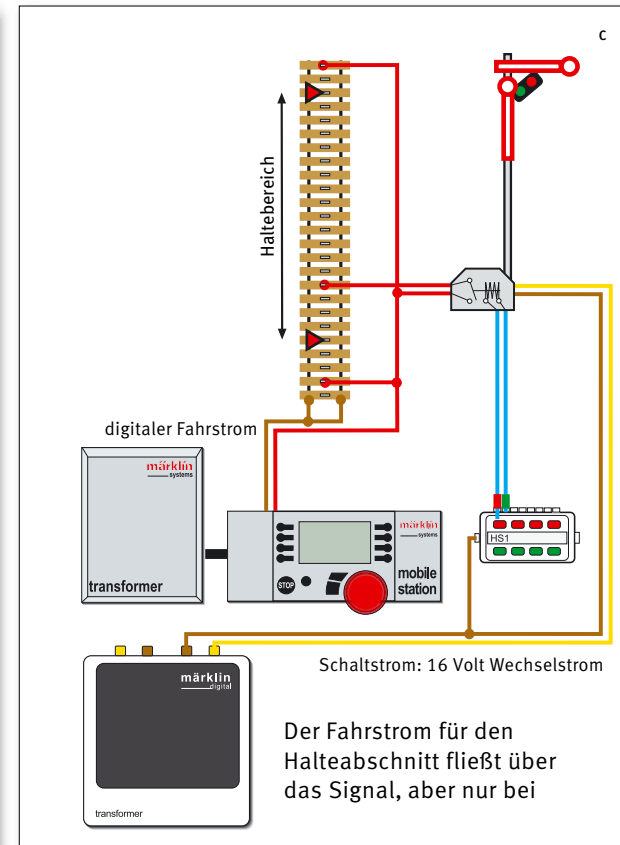 c
Haltebereich
digitaler Fahrstrom
märklin
systems
transformer
märklin
systems
STOP
mobile
station
HS1
Schaltstrom: 16 Volt Wechselstrom
märklin
digital
transformer
Der Fahrstrom für den
Halteabschnitt fließt über
das Signal, aber nur bei